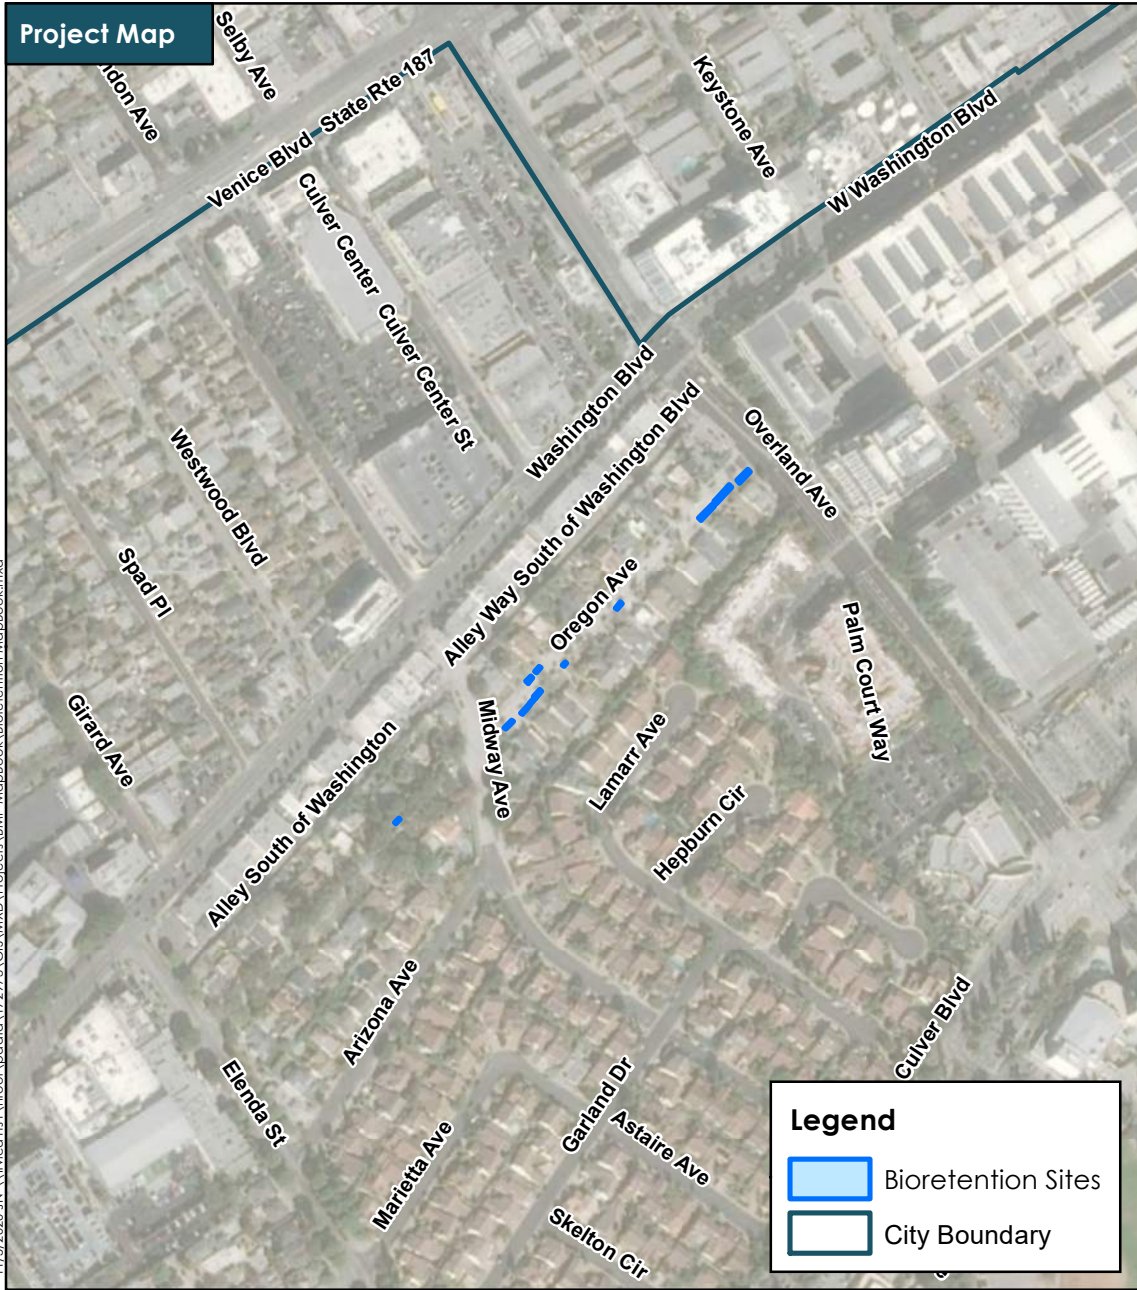 Project Map
Selby Ave
Venice Blvd State Rte 187
Keystone Ave
W Washington Blvd
Culver Center
Culver Center St
Washington Blvd
Alley Way South of Washington Blvd
Overland Ave
Westwood Blvd
Spad Pl
Oregon Ave
Palm Court Way
Girard Ave
Midway Ave
Lamarr Ave
Hepburn Cir
Alley South of Washington
Arizona Ave
Culver Blvd
Elenda St
Garland Dr
Astaire Ave
Marietta Ave
Skelton Cir
Legend
Bioretention Sites
City Boundary